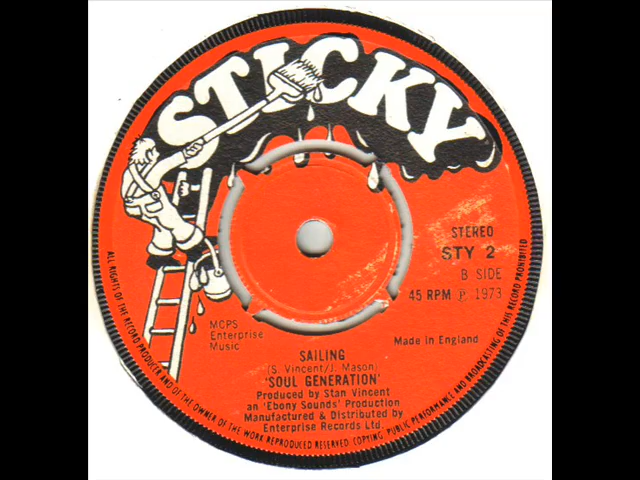 STICKY
STEREO
STY 2
B SIDE
45 RPM P 1973
MCPS
Enterprise
Music
Made in England
SAILING
(S. Vincent/J. Mason)
'SOUL GENERATION'
Produced by Stan Vincent
an 'Ebony Sounds' Production
Manufactured & Distributed by
Enterprise Records Ltd.
ALL RIGHTS OF THE RECORD PRODUCER AND OF THE OWNER OF THE WORK REPRODUCED RESERVED. COPYING, PUBLIC PERFORMANCE AND BROADCASTING OF THIS RECORD PROHIBITED